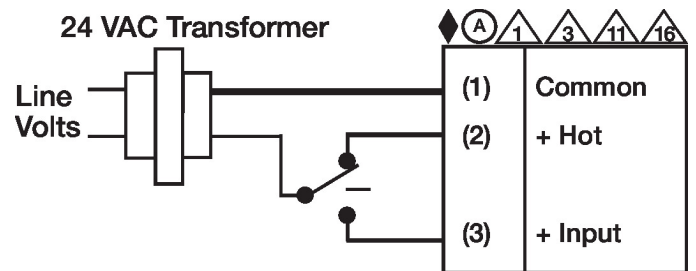 24 VAC Transformer
A 1 3 11 16
Line
Volts
(1) Common
(2) + Hot
(3) + Input